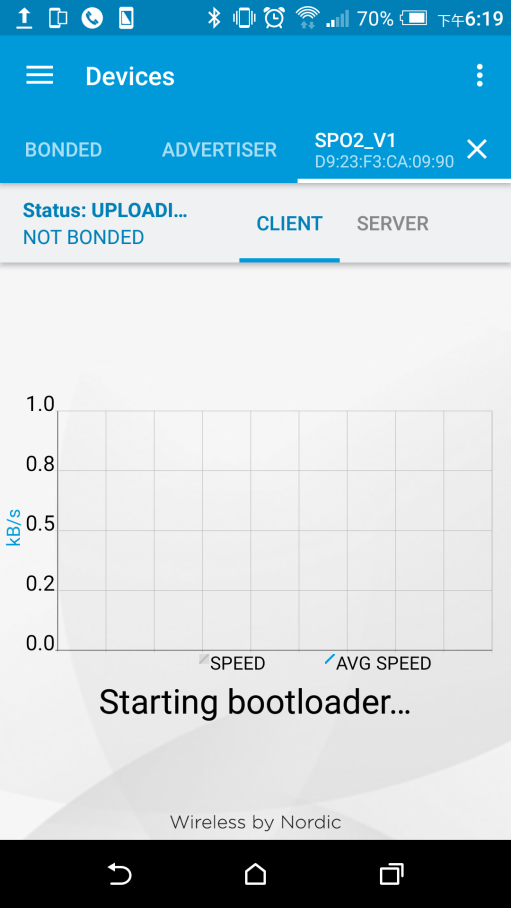 70% 下午6:19
Devices
BONDED ADVERTISER SPO2_V1
D9:23:F3:CA:09:90
Status: UPLOADI...
NOT BONDED
CLIENT SERVER
1.0
0.8
0.5
0.2
0.0
kB/s
SPEED AVG SPEED
Starting bootloader...
Wireless by Nordic